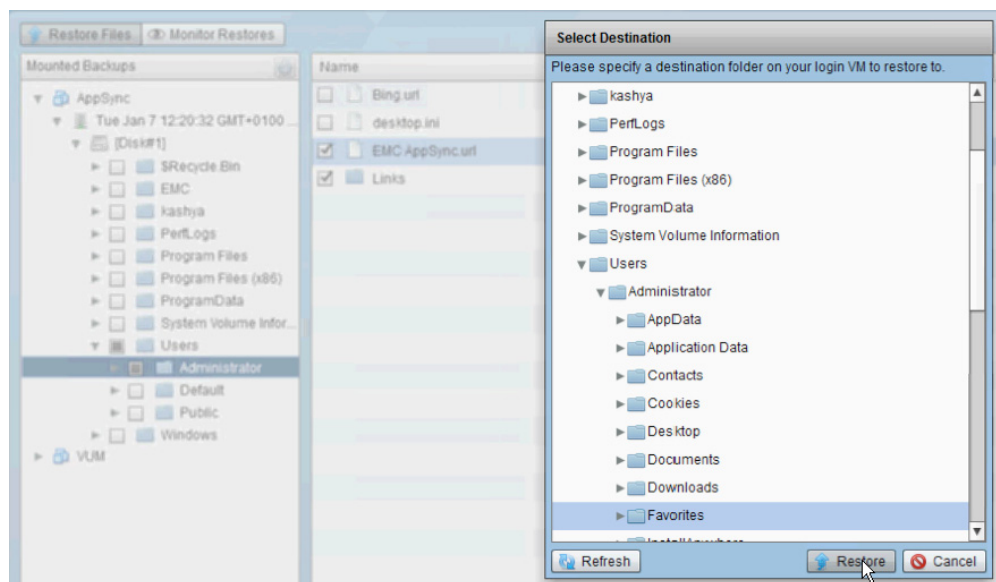 Restore Files
Monitor Restores
Mounted Backups
AppSync
Tue Jan 7 12:20:32 GMT+0100 ...
[Disk#1]
$Recycle.Bin
EMC
kashya
PerfLogs
Program Files
Program Files (x86)
ProgramData
System Volume Infor...
Users
Administrator
Default
Public
Windows
VUM
Name
Bing.url
desktop.ini
EMC AppSync.url
Links
Select Destination
Please specify a destination folder on your login VM to restore to.
kashya
PerfLogs
Program Files
Program Files (x86)
ProgramData
System Volume Information
Users
Administrator
AppData
Application Data
Contacts
Cookies
Desktop
Documents
Downloads
Favorites
Refresh
Restore
Cancel